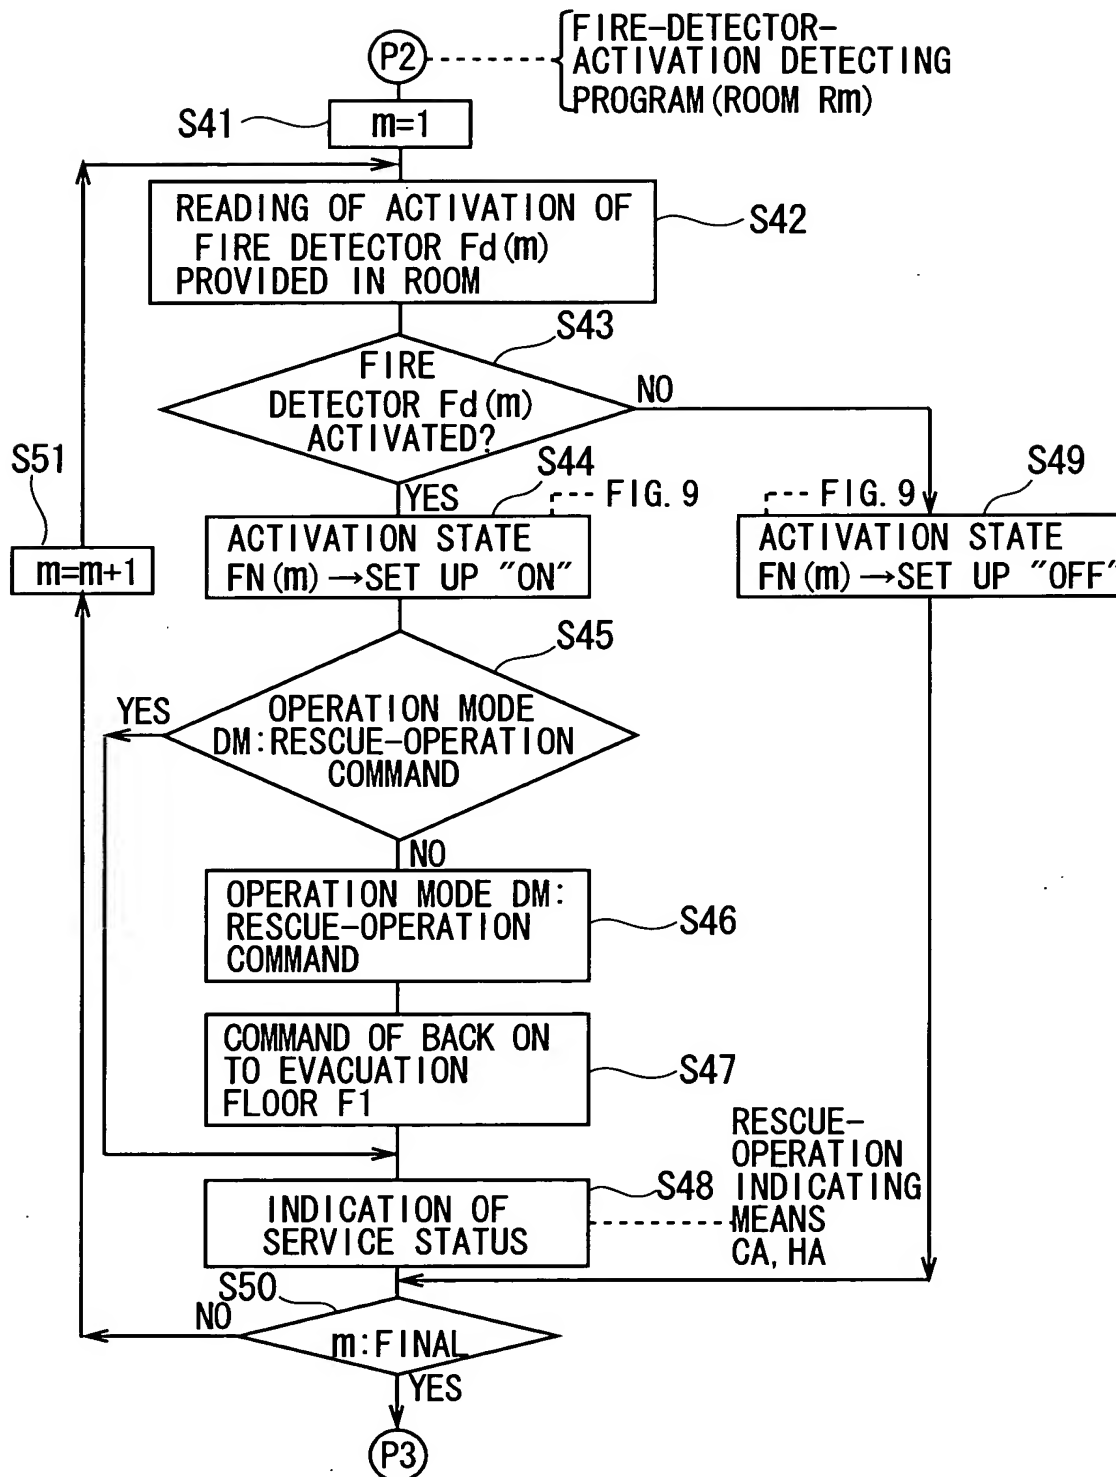 P2
FIRE-DETECTOR-
ACTIVATION DETECTING
PROGRAM(ROOM Rm)
S41
m=1
READING OF ACTIVATION OF
FIRE DETECTOR Fd(m)
PROVIDED IN ROOM
S42
S43
FIRE
DETECTOR Fd(m)
ACTIVATED?
NO
YES
S51
m=m+1
S44
FIG. 9
ACTIVATION STATE
FN(m)→SET UP "ON"
S49
FIG. 9
ACTIVATION STATE
FN(m)→SET UP "OFF"
S45
YES
OPERATION MODE
DM:RESCUE-OPERATION
COMMAND
NO
OPERATION MODE DM:
RESCUE-OPERATION
COMMAND
S46
COMMAND OF BACK ON
TO EVACUATION
FLOOR F1
S47
INDICATION OF
SERVICE STATUS
S48
RESCUE-
OPERATION
INDICATING
MEANS
CA, HA
S50
NO
m:FINAL
YES
P3